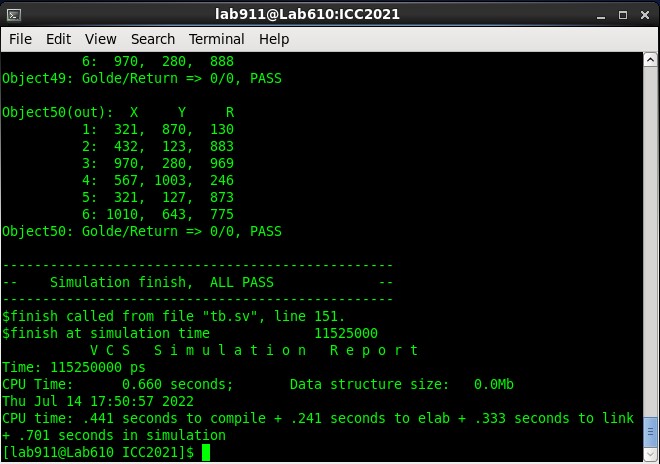 lab911@Lab610:ICC2021
File Edit View Search Terminal Help
6: 970, 280, 888
Object49: Golde/Return => 0/0, PASS
Object50(out): X Y R
1: 321, 870, 130
2: 432, 123, 883
3: 970, 280, 969
4: 567, 1003, 246
5: 321, 127, 873
6: 1010, 643, 775
Object50: Golde/Return => 0/0, PASS
-------------------------------------------------
-- Simulation finish, ALL PASS --
-------------------------------------------------
$finish called from file "tb.sv", line 151.
$finish at simulation time 11525000
V C S S i m u l a t i o n R e p o r t
Time: 115250000 ps
CPU Time: 0.660 seconds; Data structure size: 0.0Mb
Thu Jul 14 17:50:57 2022
CPU time: .441 seconds to compile + .241 seconds to elab + .333 seconds to link
+ .701 seconds in simulation
[lab911@Lab610 ICC2021]$